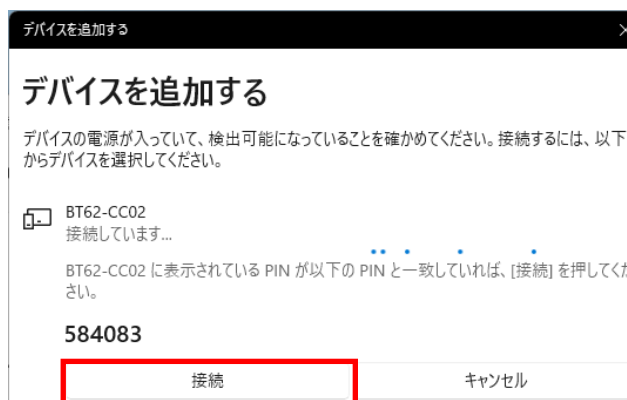 デバイスを追加する
デバイスを追加する
デバイスの電源が入っていて、検出可能になっていることを確かめてください。接続するには、以下
からデバイスを選択してください。
BT62-CC02
接続しています...
BT62-CC02 に表示されている PIN が以下の PIN と一致していれば、[接続] を押してくだ
さい。
584083
接続 キャンセル